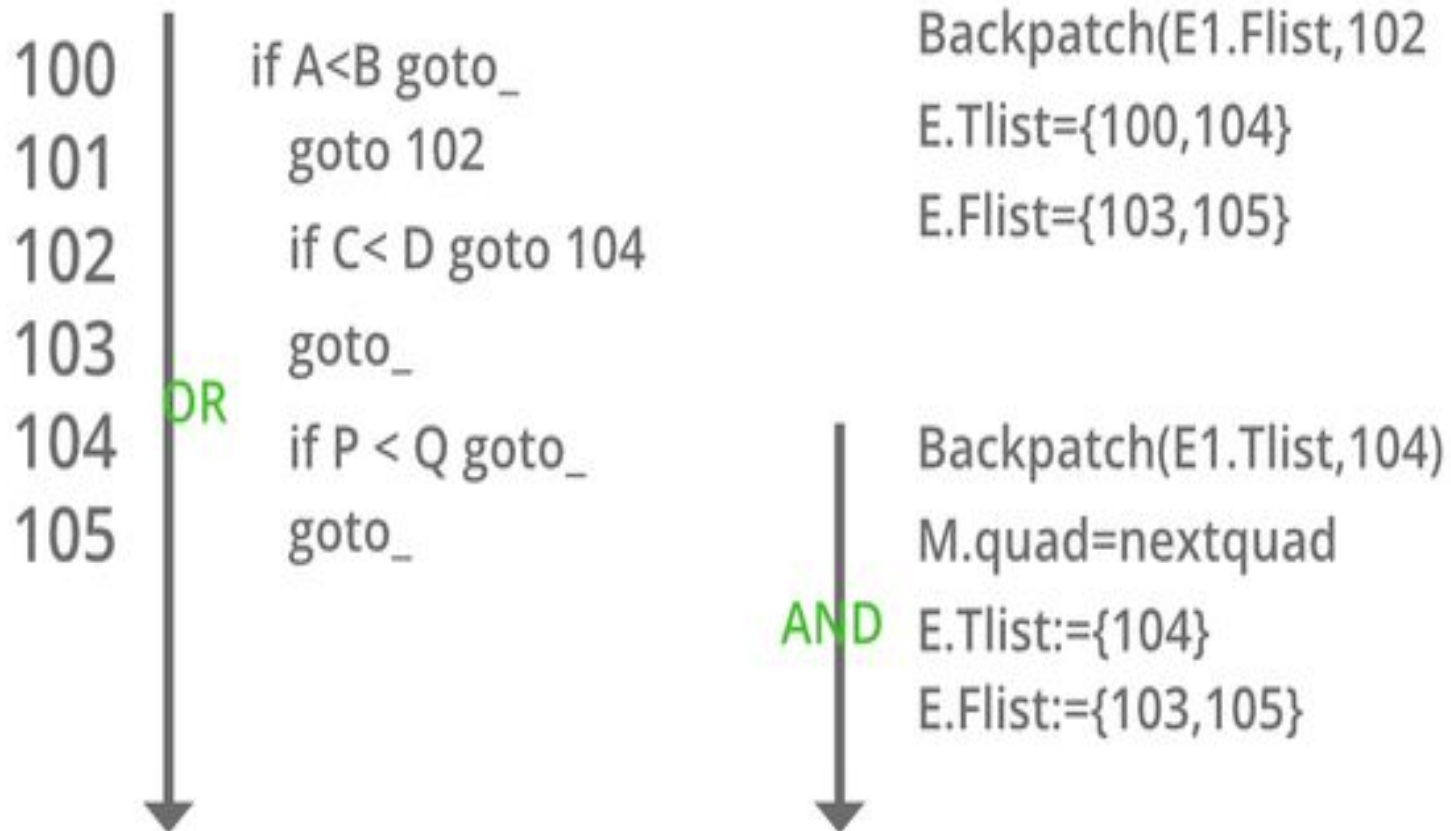 100 if A<B goto_
101 goto 102
102 if C< D goto 104
103 goto_
OR
104 if P < Q goto_
105 goto_
Backpatch(E1.Flist,102
E.Tlist={100,104}
E.Flist={103,105}
Backpatch(E1.Tlist,104)
M.quad=nextquad
AND
E.Tlist:={104}
E.Flist:={103,105}